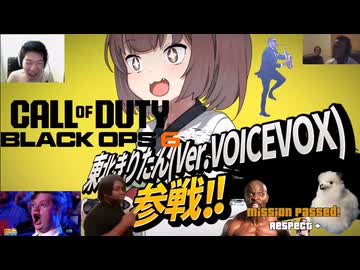 CALL OF DUTY
BLACK OPS 6
東北きりたん(Ver.VOICEVOX)
参戦!!
mission passed!
RESPECT +